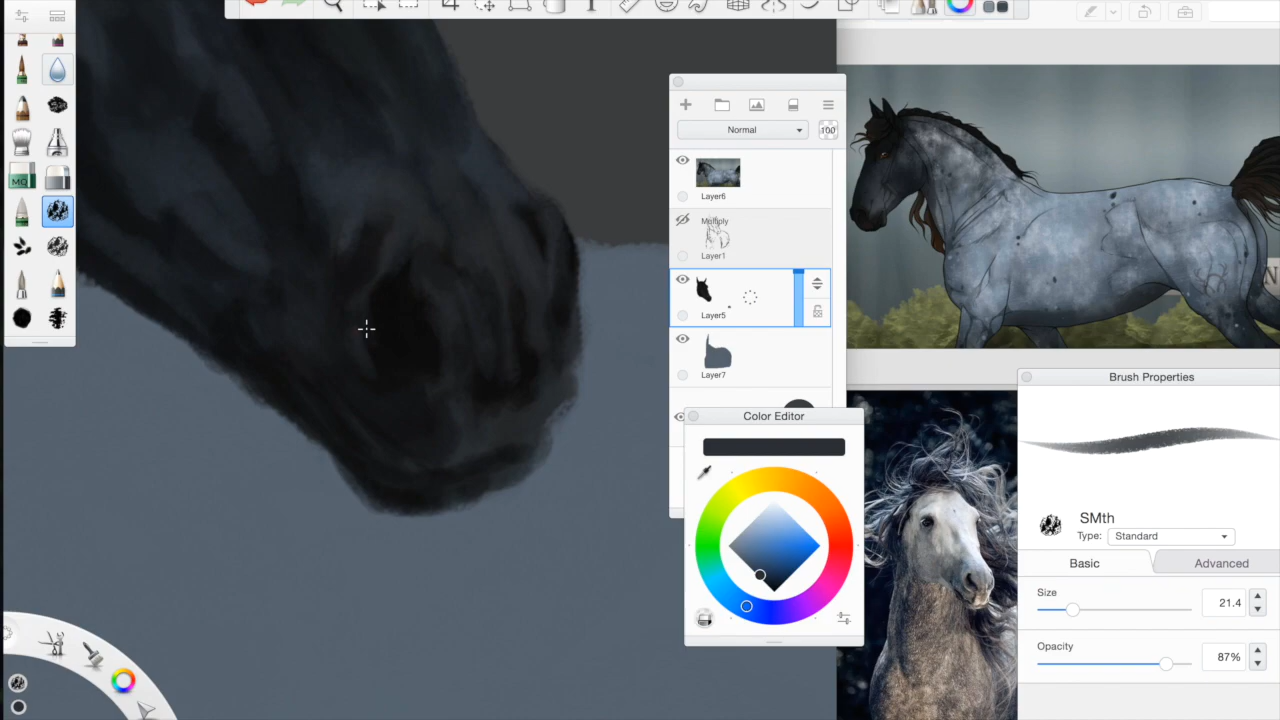 MO
Normal
100
Layer6
Multiply
Layer1
Layer5
Layer7
Color Editor
Brush Properties
SMth
Type: Standard
Basic
Advanced
Size
21.4
Opacity
87%